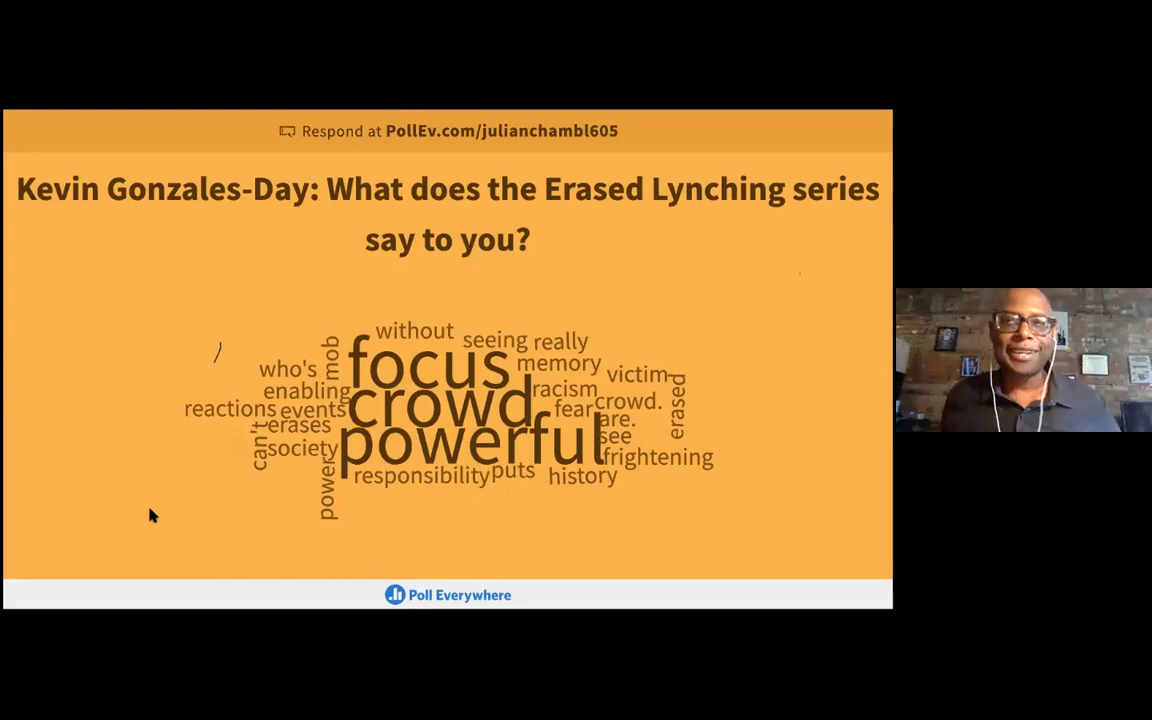 Respond at PollEv.com/julianchambl605
Kevin Gonzales-Day: What does the Erased Lynching series
say to you?
without
seeing really
mob
focus
who's
memory
victim
enabling
racism
crowd
reactions events
fear crowd.
erased
erases
are.
can't
society
powerful
see
frightening
power
responsibility puts
history
Poll Everywhere